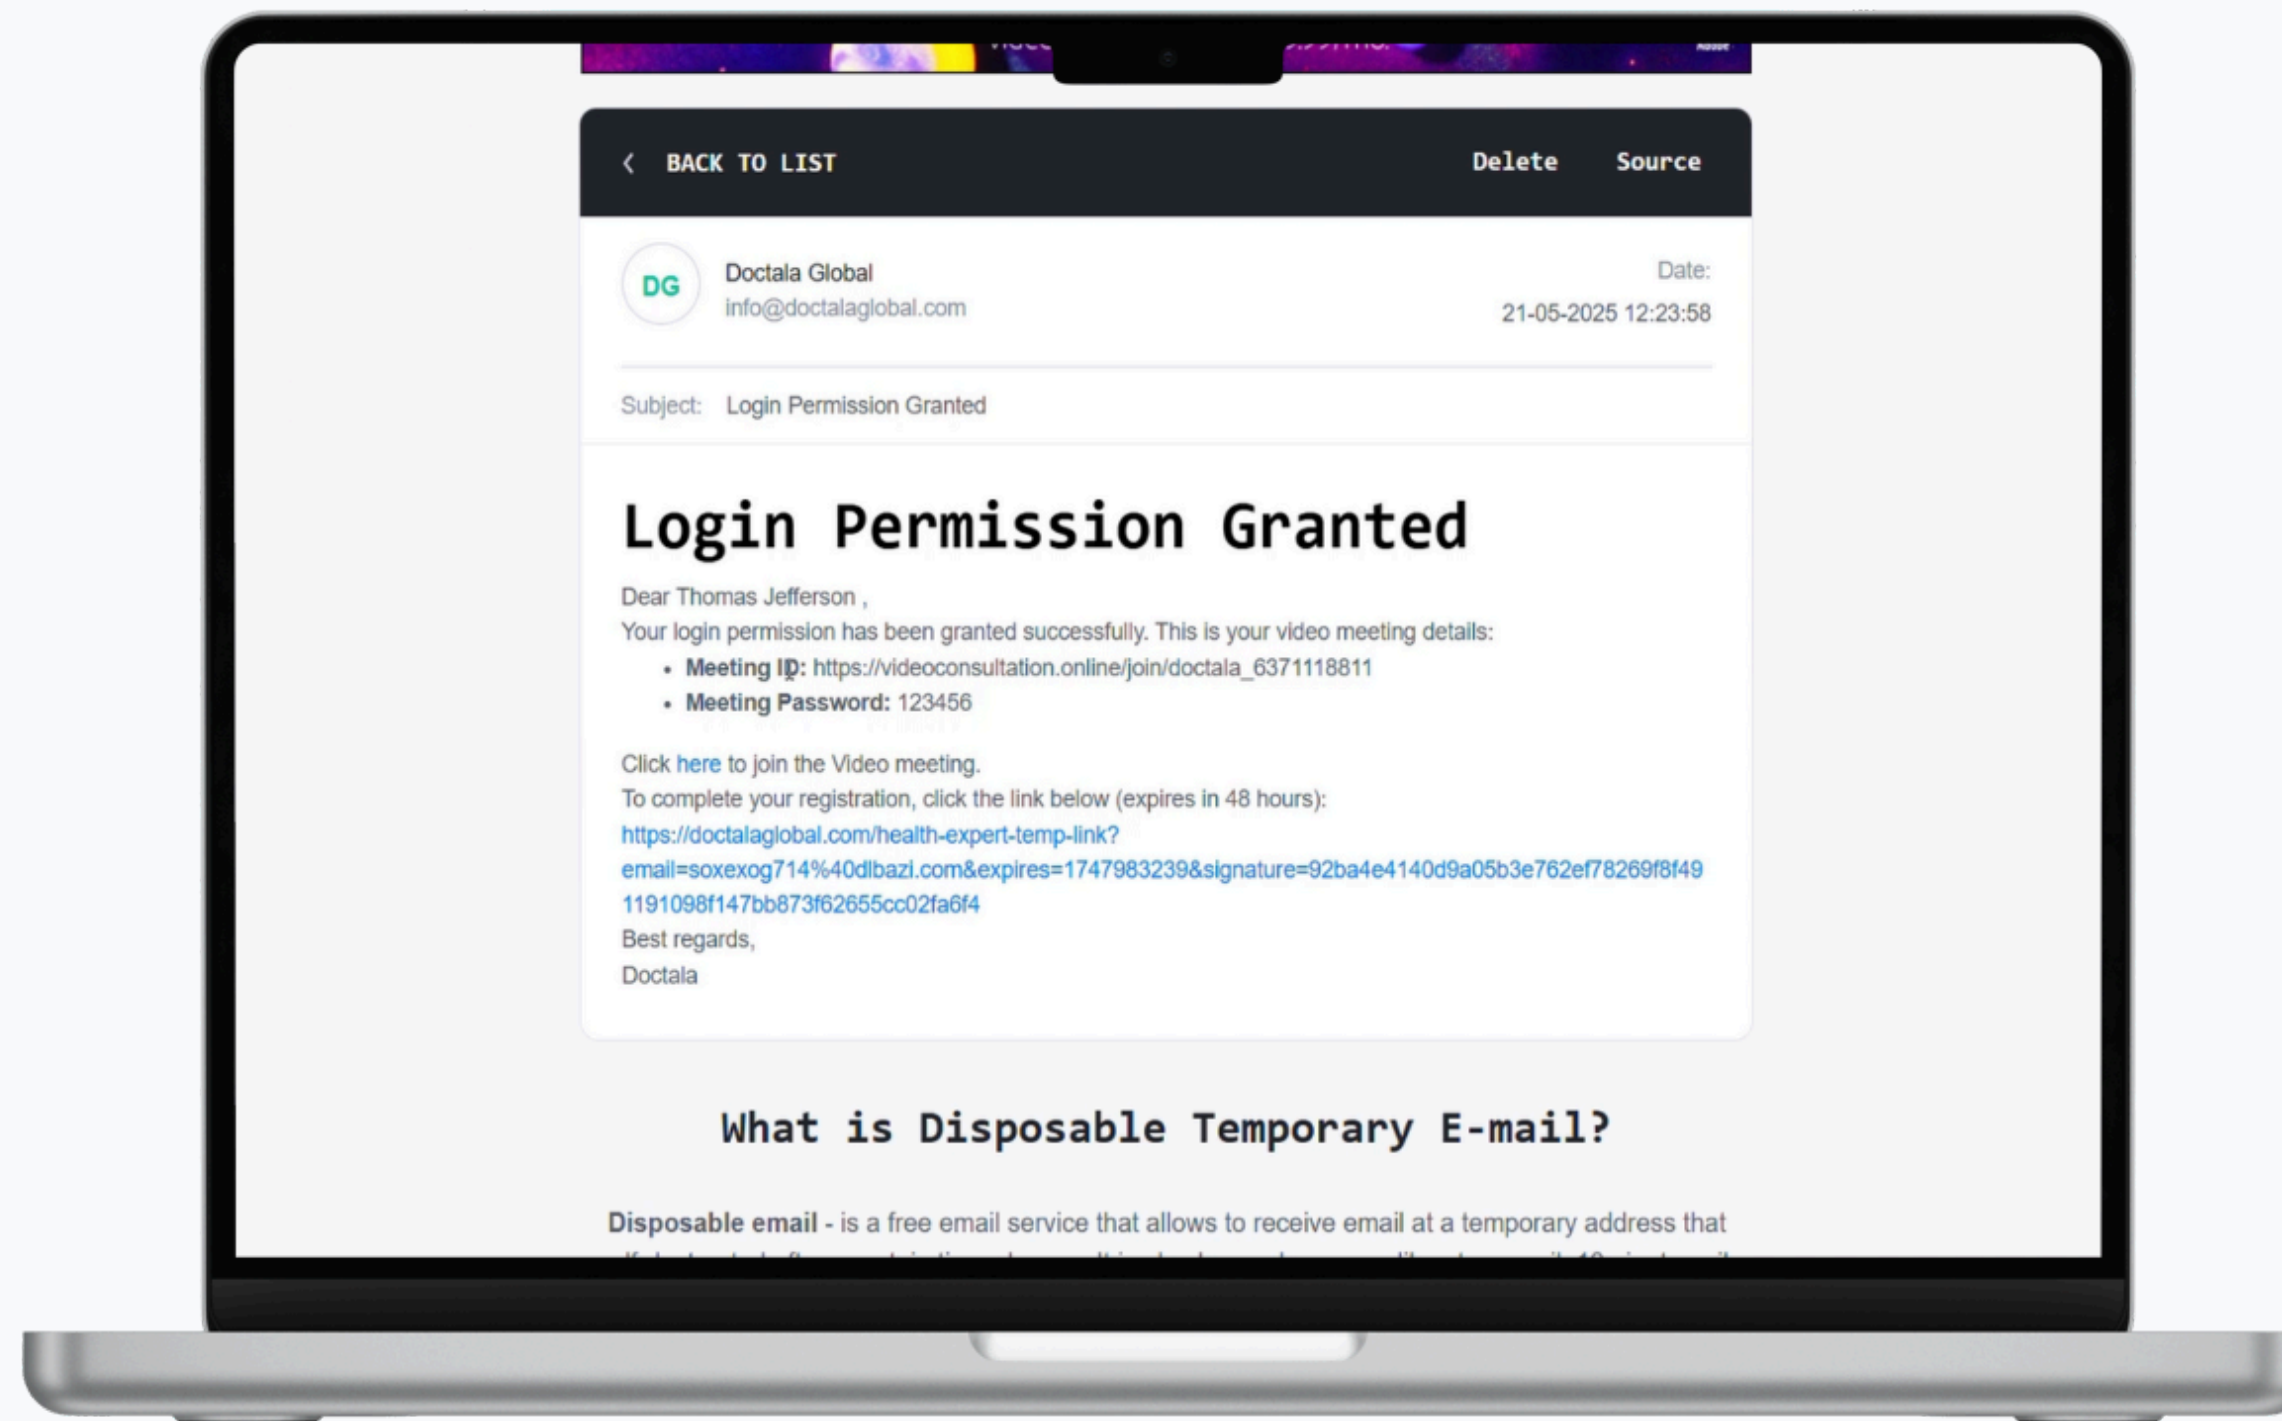 BACK TO LIST
Delete
Source
DG
Doctala Global
info@doctalaglobal.com
Date:
21-05-2025 12:23:58
Subject: Login Permission Granted
Login Permission Granted
Dear Thomas Jefferson ,
Your login permission has been granted successfully. This is your video meeting details:
• Meeting ID: https://videoconsultation.online/join/doctala_6371118811
• Meeting Password: 123456
Click here to join the Video meeting.
To complete your registration, click the link below (expires in 48 hours):
https://doctalaglobal.com/health-expert-temp-link?
email=soxexog714%40dlbazi.com&expires=1747983239&signature=92ba4e4140d9a05b3e762ef78269f8f49
1191098f147bb873f62655cc02fa6f4
Best regards,
Doctala
What is Disposable Temporary E-mail?
Disposable email - is a free email service that allows to receive email at a temporary address that